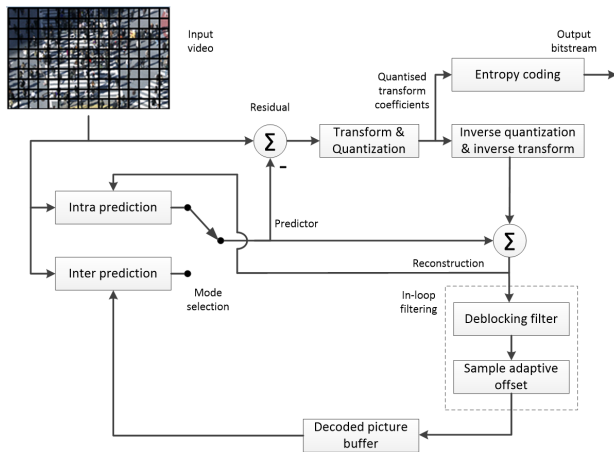 Input
video
Output
bitstream
Entropy coding
Quantised
transform
coefficients
Residual
Σ
-
Transform &
Quantization
Inverse quantization
& inverse transform
Intra prediction
Predictor
Σ
Inter prediction
Mode
selection
Reconstruction
In-loop
filtering
Deblocking filter
Sample adaptive
offset
Decoded picture
buffer